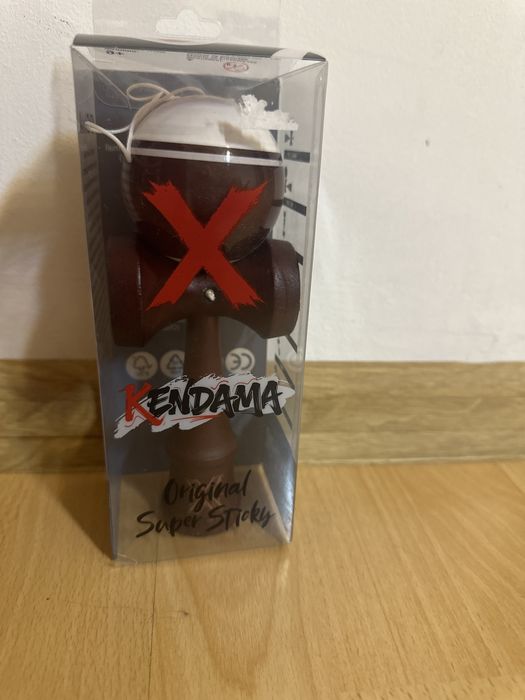 X
KENDAMA
Original
Super Sticky